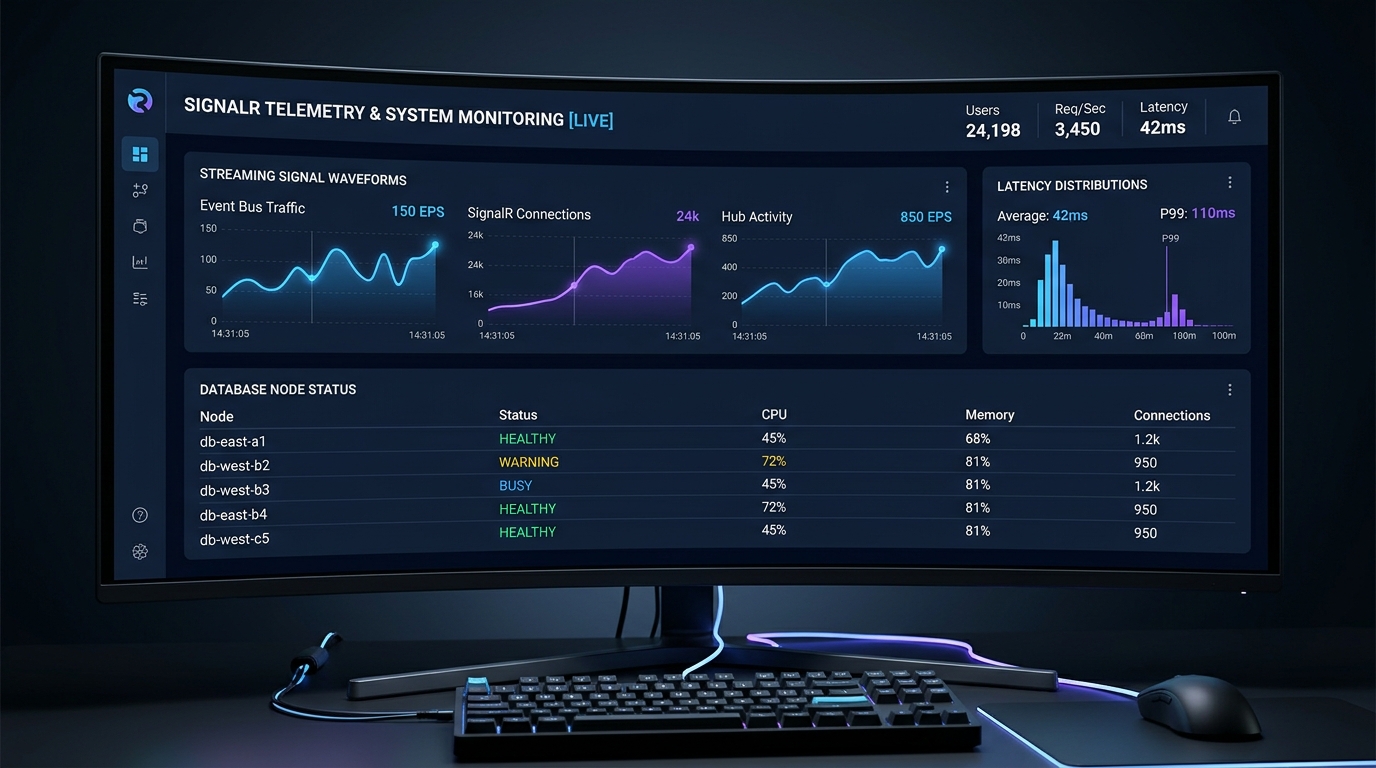 SIGNALR TELEMETRY & SYSTEM MONITORING [LIVE]
Users
24,198
Req/Sec
3,450
Latency
42ms
STREAMING SIGNAL WAVEFORMS
Event Bus Traffic
150 EPS
150
100
50
0
14:31:05
14:31:05
SignalR Connections
24k
24k
24k
16k
0
14:31:05
14:31:05
Hub Activity
850 EPS
850
400
200
0
14:31:05
14:31:05
LATENCY DISTRIBUTIONS
Average: 42ms
P99: 110ms
P99
42ms
36ms
20ms
10ms
0 22m 40m 68m 180m 100m
DATABASE NODE STATUS
Node Status CPU Memory Connections
db-east-a1 HEALTHY 45% 68% 1.2k
db-west-b2 WARNING 72% 81% 950
db-west-b3 BUSY 45% 81% 1.2k
db-east-b4 HEALTHY 72% 81% 950
db-west-c5 HEALTHY 45% 81% 950